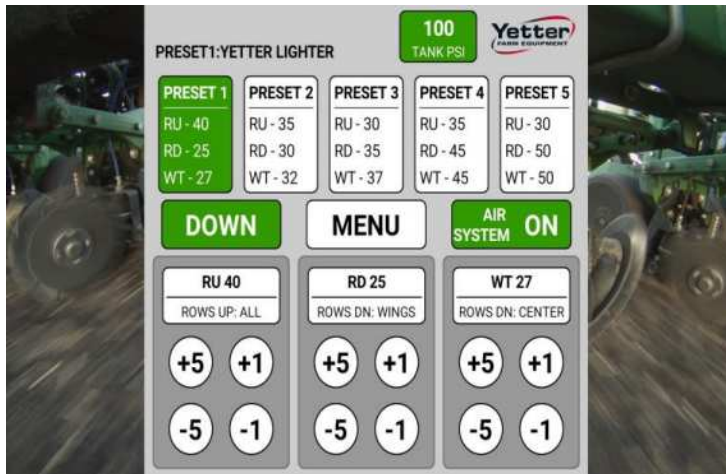 100
TANK PSI
Yetter
FARM EQUIPMENT
PRESET1:YETTER LIGHTER
PRESET 1
RU - 40
RD - 25
WT - 27
PRESET 2
RU - 35
RD - 30
WT - 32
PRESET 3
RU - 30
RD - 35
WT - 37
PRESET 4
RU - 35
RD - 45
WT - 45
PRESET 5
RU - 30
RD - 50
WT - 50
DOWN
MENU
AIR
SYSTEM ON
RU 40
ROWS UP: ALL
+5 +1
-5 -1
RD 25
ROWS DN: WINGS
+5 +1
-5 -1
WT 27
ROWS DN: CENTER
+5 +1
-5 -1